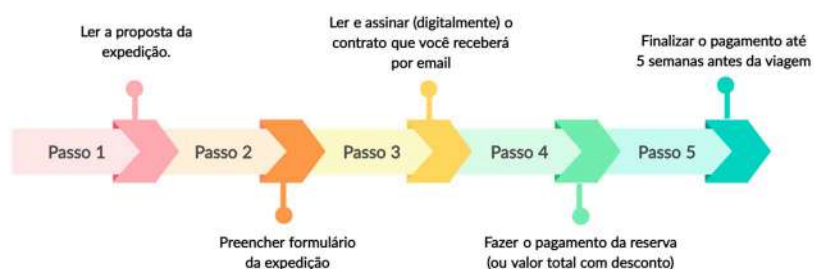 Ler a proposta da
expedição.
Ler e assinar (digitalmente) o
contrato que você receberá
por email
Finalizar o pagamento até
5 semanas antes da viagem
Passo 1
Passo 2
Passo 3
Passo 4
Passo 5
Preencher formulário
da expedição
Fazer o pagamento da reserva
(ou valor total com desconto)